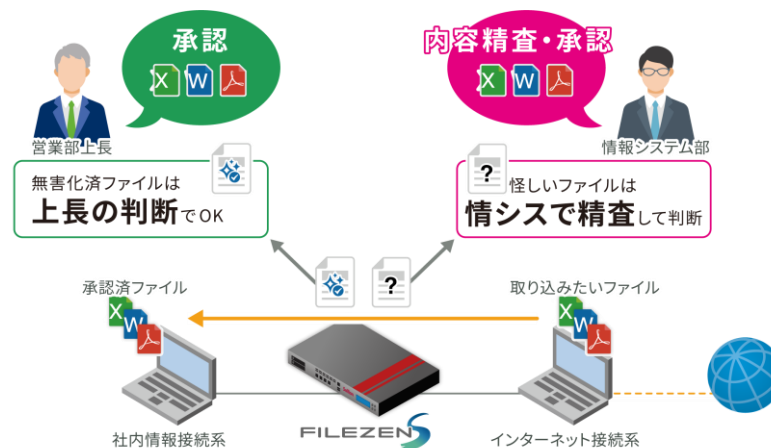 承認
内容精査・承認
X W
X W
営業部上長
情報システム部
無害化済ファイルは
上長の判断でOK
?
怪しいファイルは
情シスで精査して判断
?
承認済ファイル
取り込みたいファイル
X
W
X
W
社内情報接続系
FILEZEN S
インターネット接続系